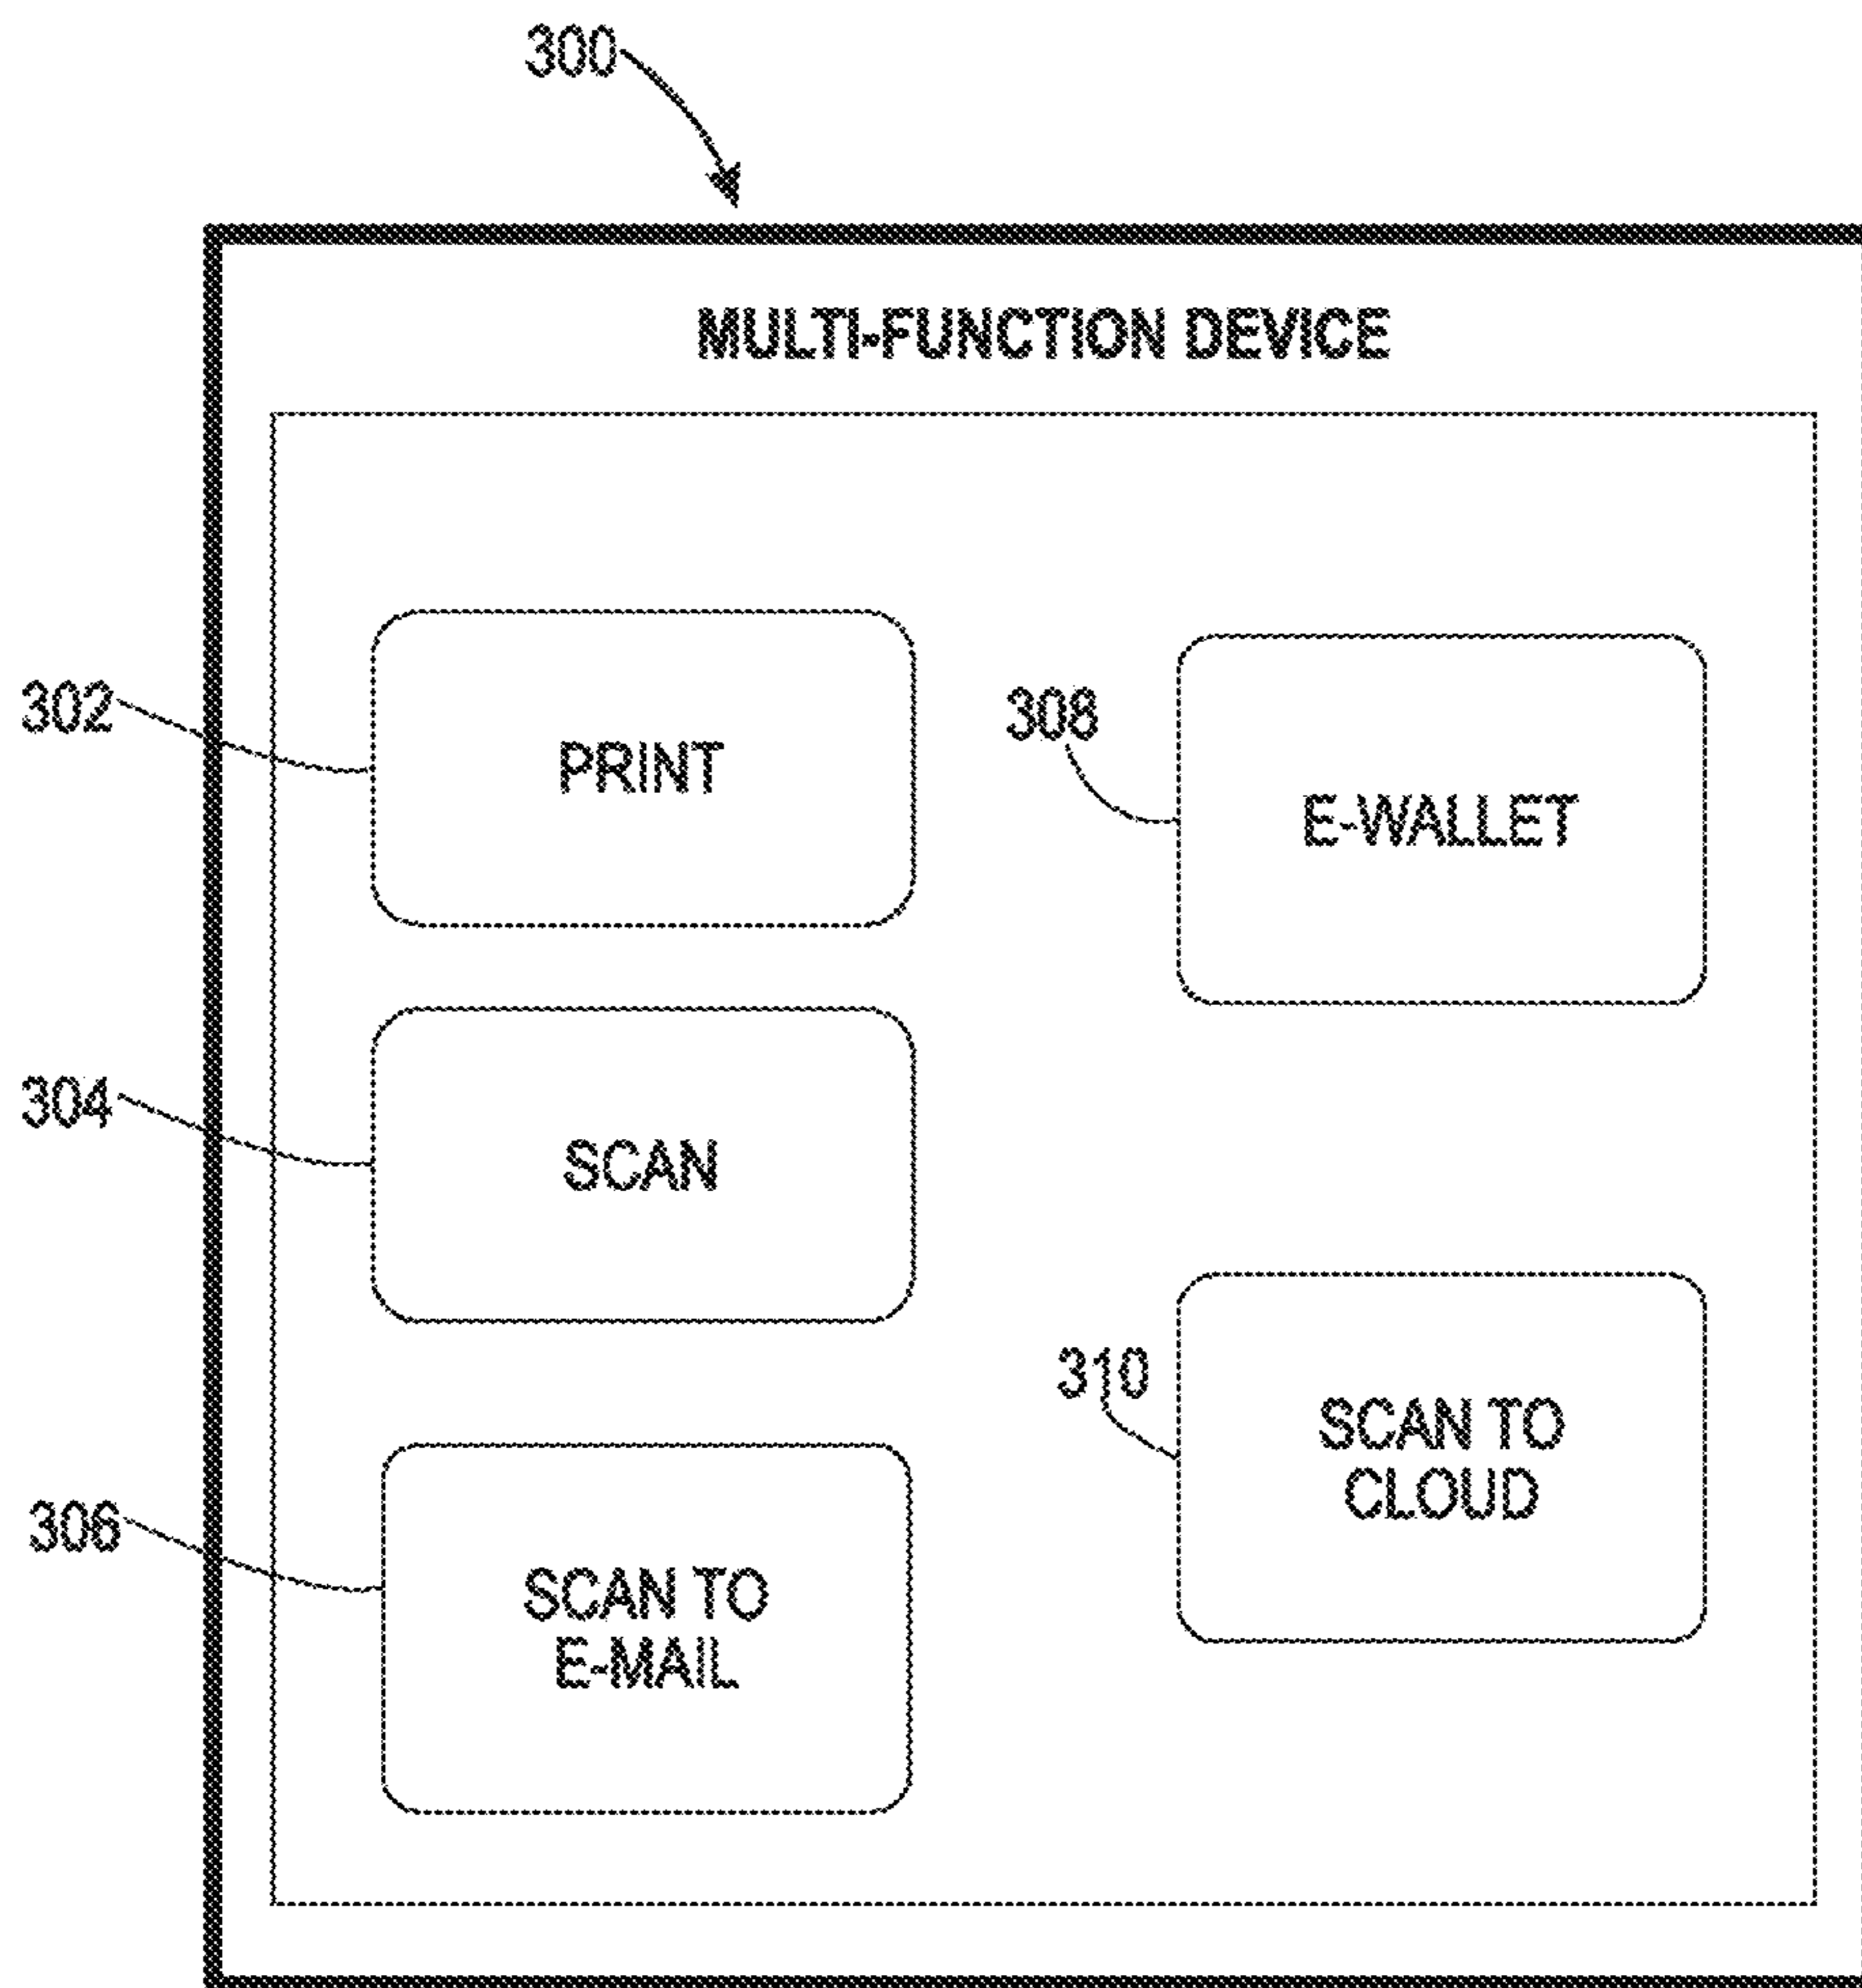 300
MULTI-FUNCTION DEVICE
302
PRINT
308
E-WALLET
304
SCAN
310
SCAN TO
CLOUD
306
SCAN TO
E-MAIL